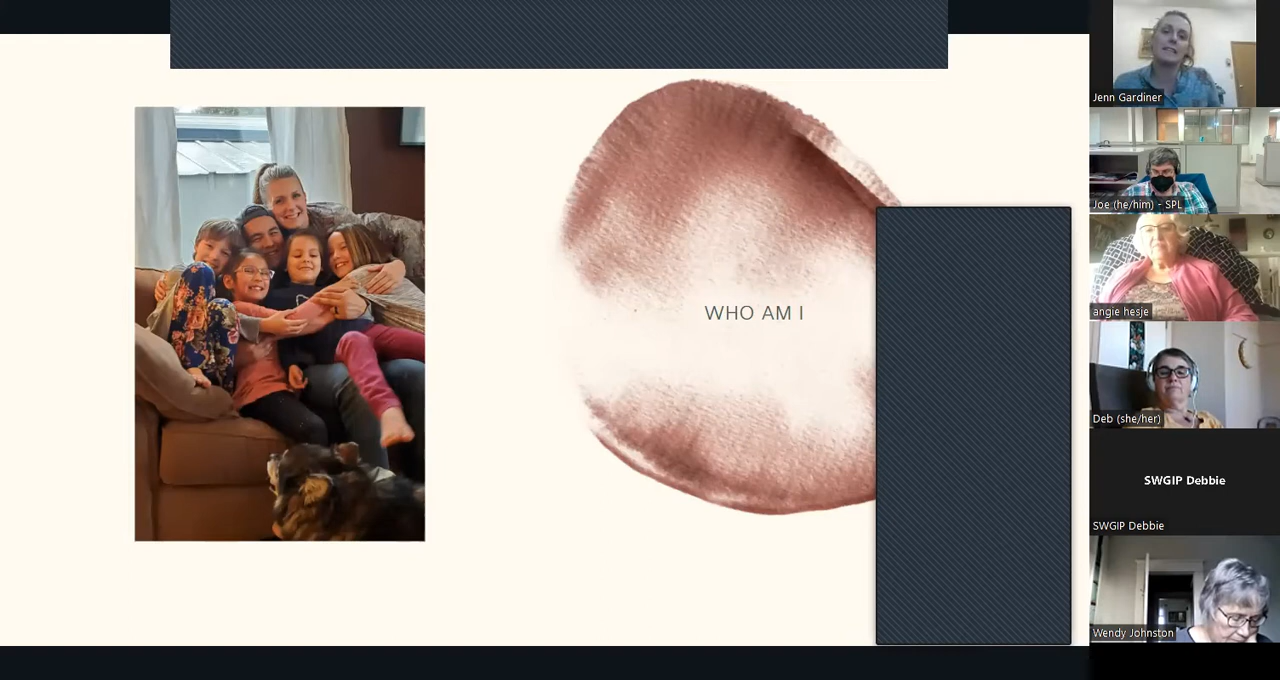 WHO AM I
Jenn Gardiner
Joe (he/him) - SPL
angie hesje
Deb (she/her)
SWGIP Debbie
SWGIP Debbie
Wendy Johnston